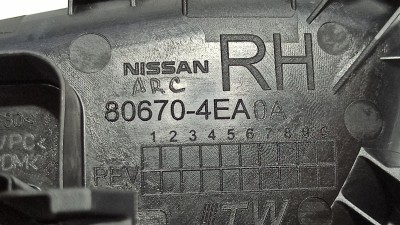 NISSAN RH
ARC
80670-4EA0A
1 2 3 4 5 6 7 8 9
REV
ITW